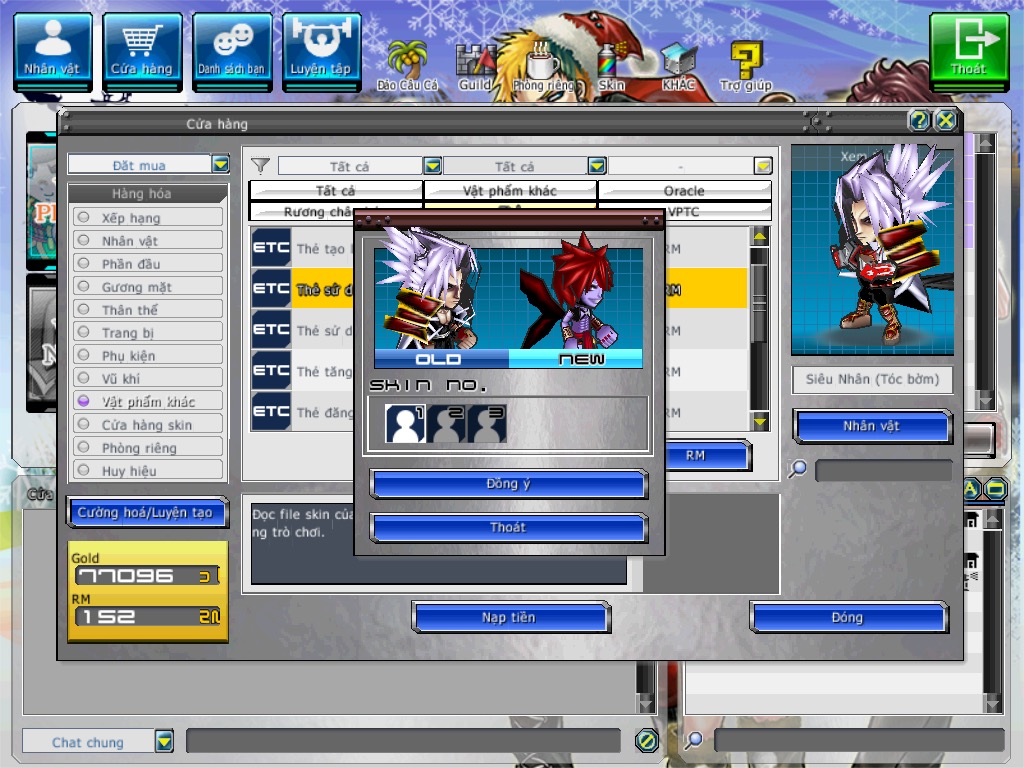 Nhân vật
Cửa hàng
Danh sách bạn
Luyện tập
Đảo Câu Cá
Guild
Phòng riêng
Skin
KHÁC
Trợ giúp
Thoát
Cửa hàng
Đặt mua
Hàng hóa
Xếp hạng
Nhân vật
Phần đầu
Gương mặt
Thân thể
Trang bị
Phụ kiện
Vũ khí
Vật phẩm khác
Cửa hàng skin
Phòng riêng
Huy hiệu
Cường hoá/Luyện tạo
Gold
77096
RM
152
Tất cả
Tất cả
-
Tất cả
Vật phẩm khác
Oracle
Rương
VPTC
ETC Thẻ tạo
RM
ETC Thẻ sử
RM
ETC Thẻ sử
RM
ETC Thẻ tăng
RM
ETC Thẻ đăng
RM
RM
Đọc file skin
trò chơi.
OLD
NEW
SKIN NO.
1 2 3
Đồng ý
Thoát
Xem
Siêu Nhân (Tóc bờm)
Nhân vật
Nạp tiền
Đóng
Cửa
A
Chat chung